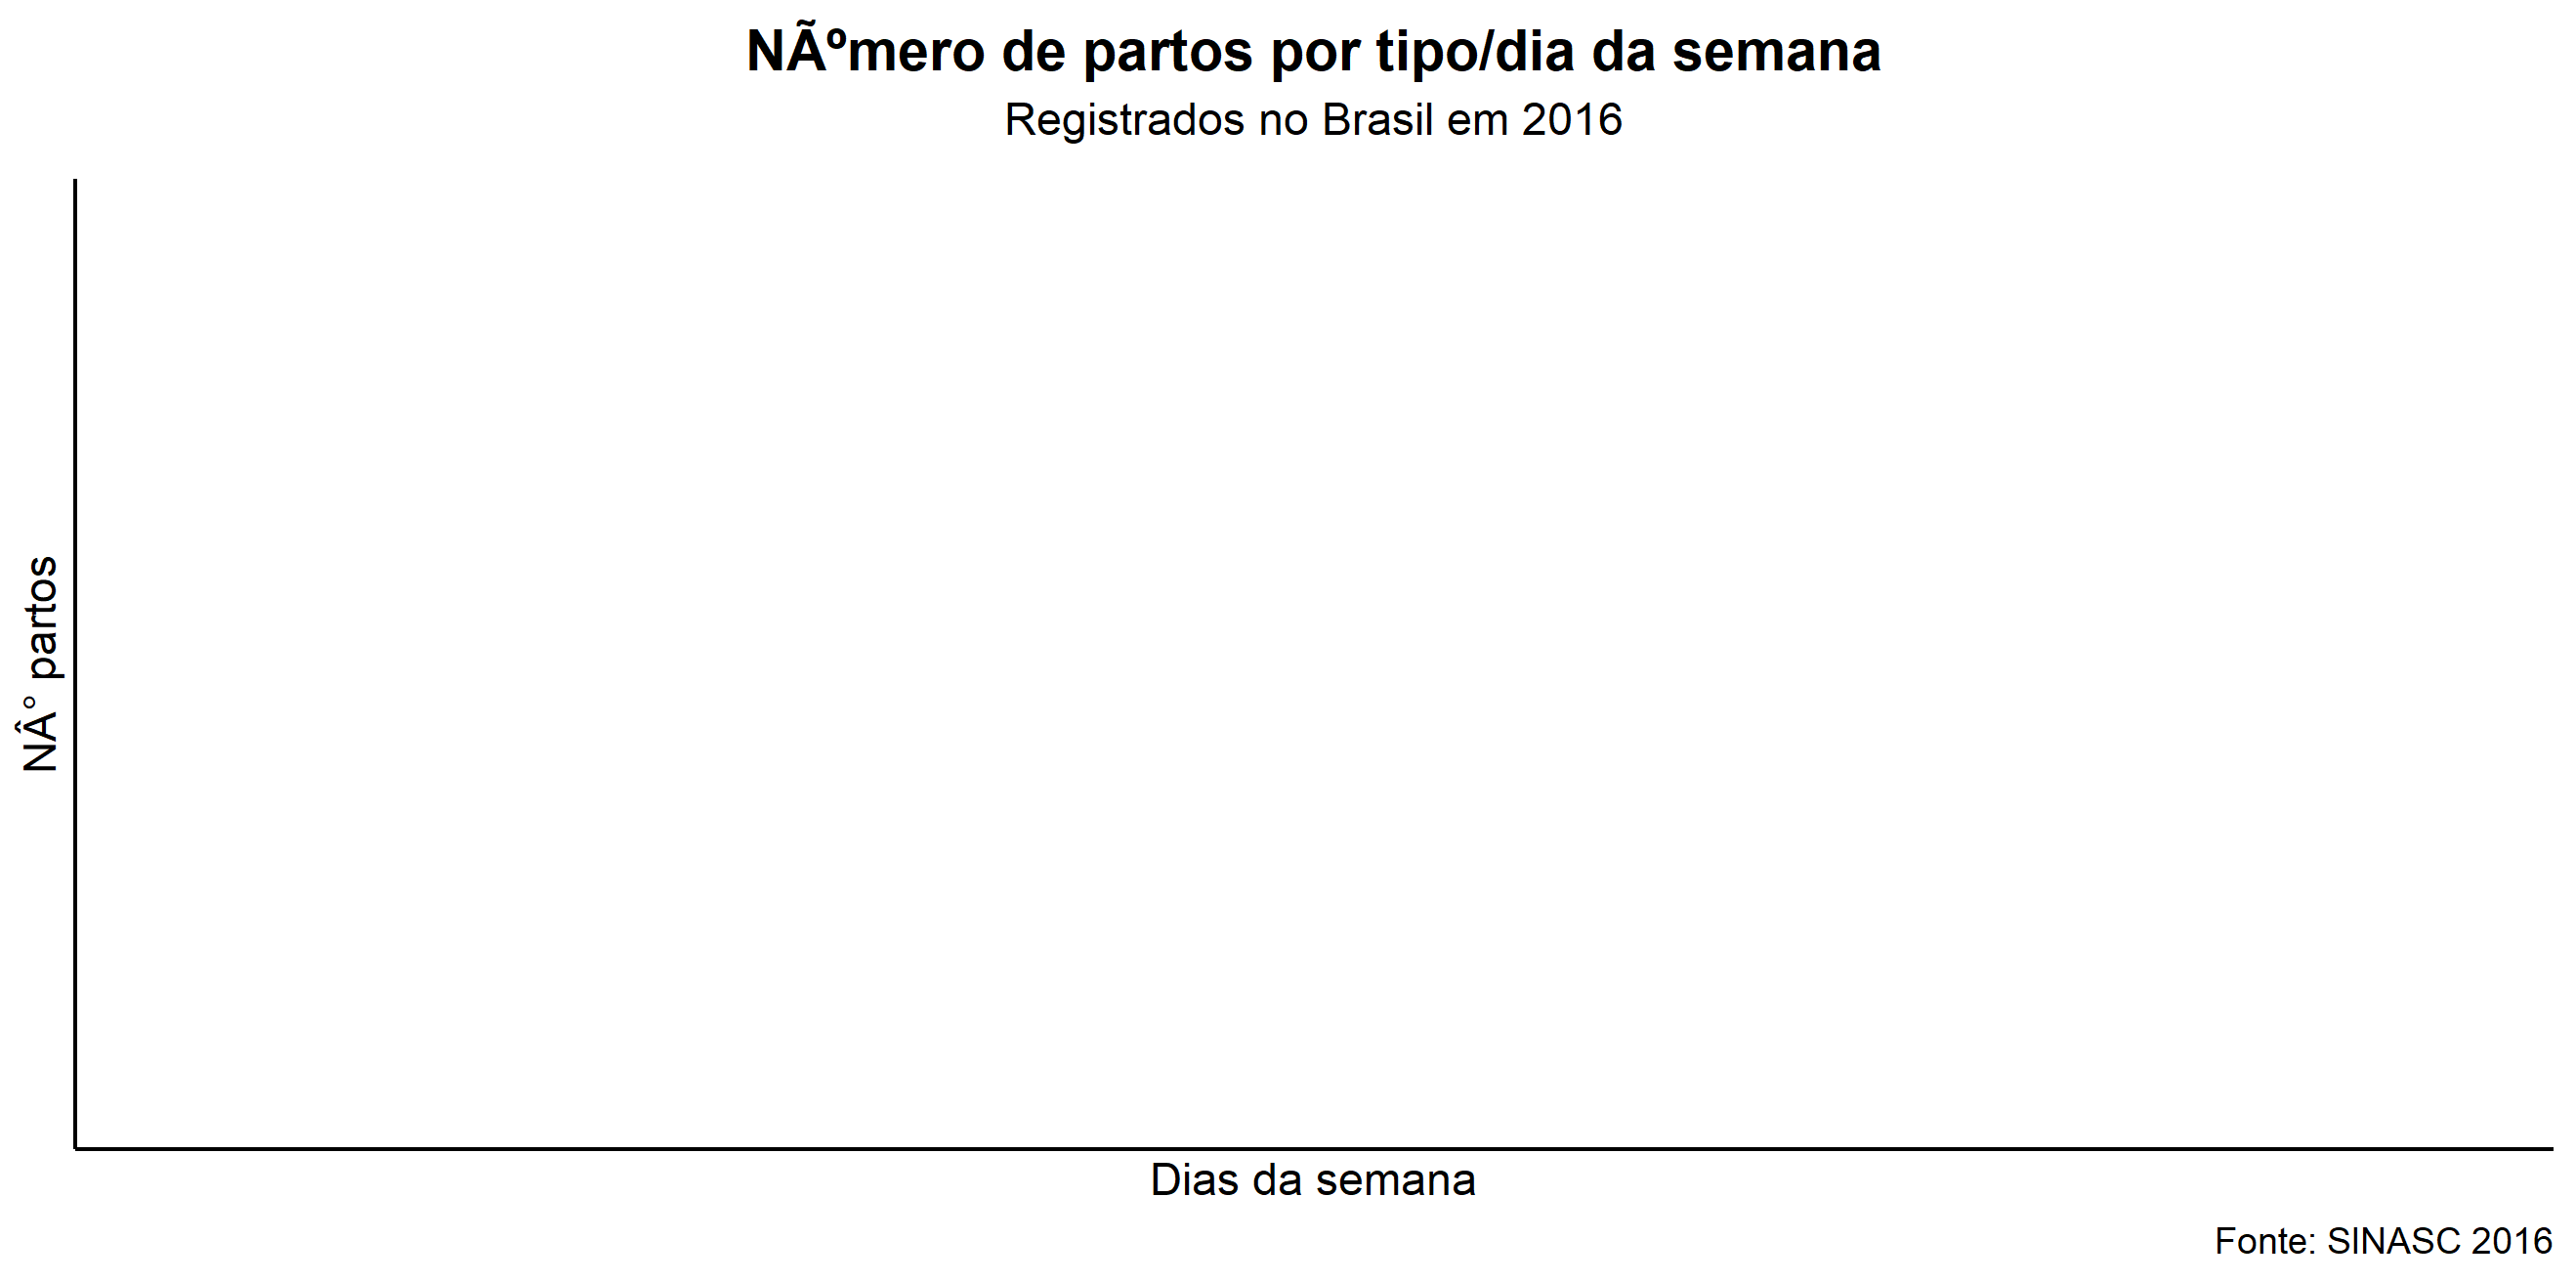 NÃºmero de partos por tipo/dia da semana
Registrados no Brasil em 2016
NÂ° partos
Dias da semana
Fonte: SINASC 2016